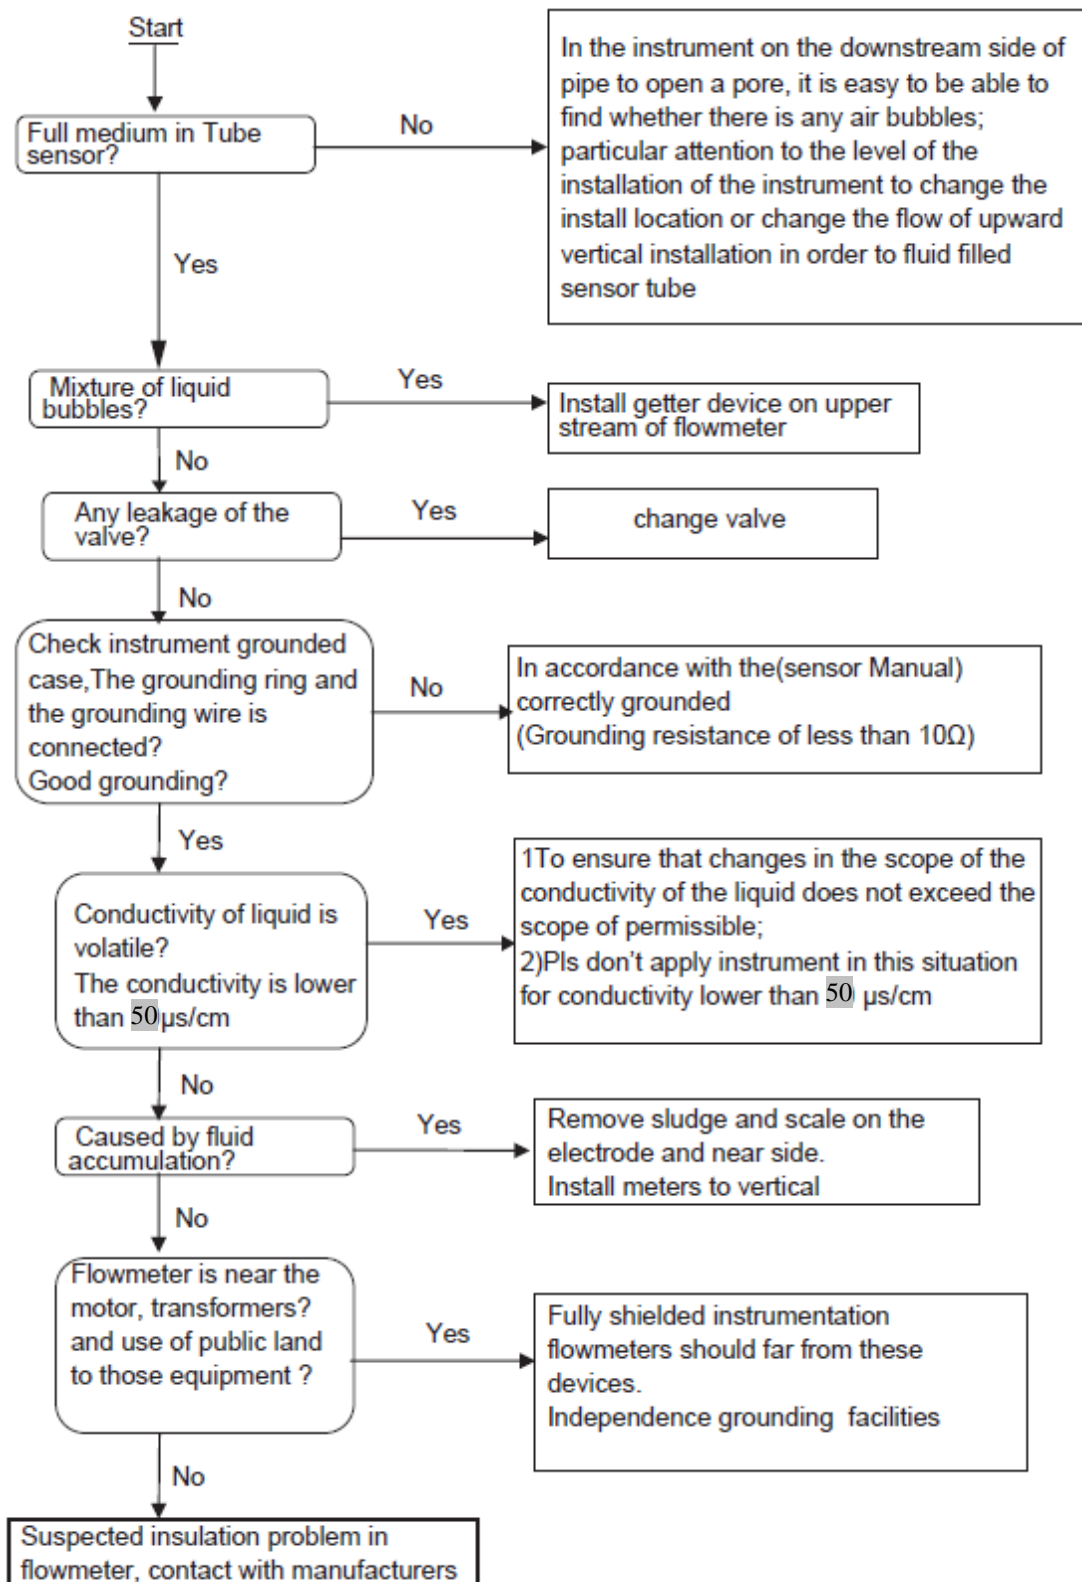 Start
Full medium in Tube
sensor?
No
In the instrument on the downstream side of
pipe to open a pore, it is easy to be able to
find whether there is any air bubbles;
particular attention to the level of the
installation of the instrument to change the
install location or change the flow of upward
vertical installation in order to fluid filled
sensor tube
Yes
Mixture of liquid
bubbles?
Yes
Install getter device on upper
stream of flowmeter
No
Any leakage of the
valve?
Yes
change valve
No
Check instrument grounded
case,The grounding ring and
the grounding wire is
connected?
Good grounding?
No
In accordance with the(sensor Manual)
correctly grounded
(Grounding resistance of less than 10Ω)
Yes
Conductivity of liquid is
volatile?
The conductivity is lower
than 50 µs/cm
Yes
1To ensure that changes in the scope of the
conductivity of the liquid does not exceed the
scope of permissible;
2)Pls don't apply instrument in this situation
for conductivity lower than 50 µs/cm
No
Caused by fluid
accumulation?
Yes
Remove sludge and scale on the
electrode and near side.
Install meters to vertical
No
Flowmeter is near the
motor, transformers?
and use of public land
to those equipment ?
Yes
Fully shielded instrumentation
flowmeters should far from these
devices.
Independence grounding facilities
No
Suspected insulation problem in
flowmeter, contact with manufacturers